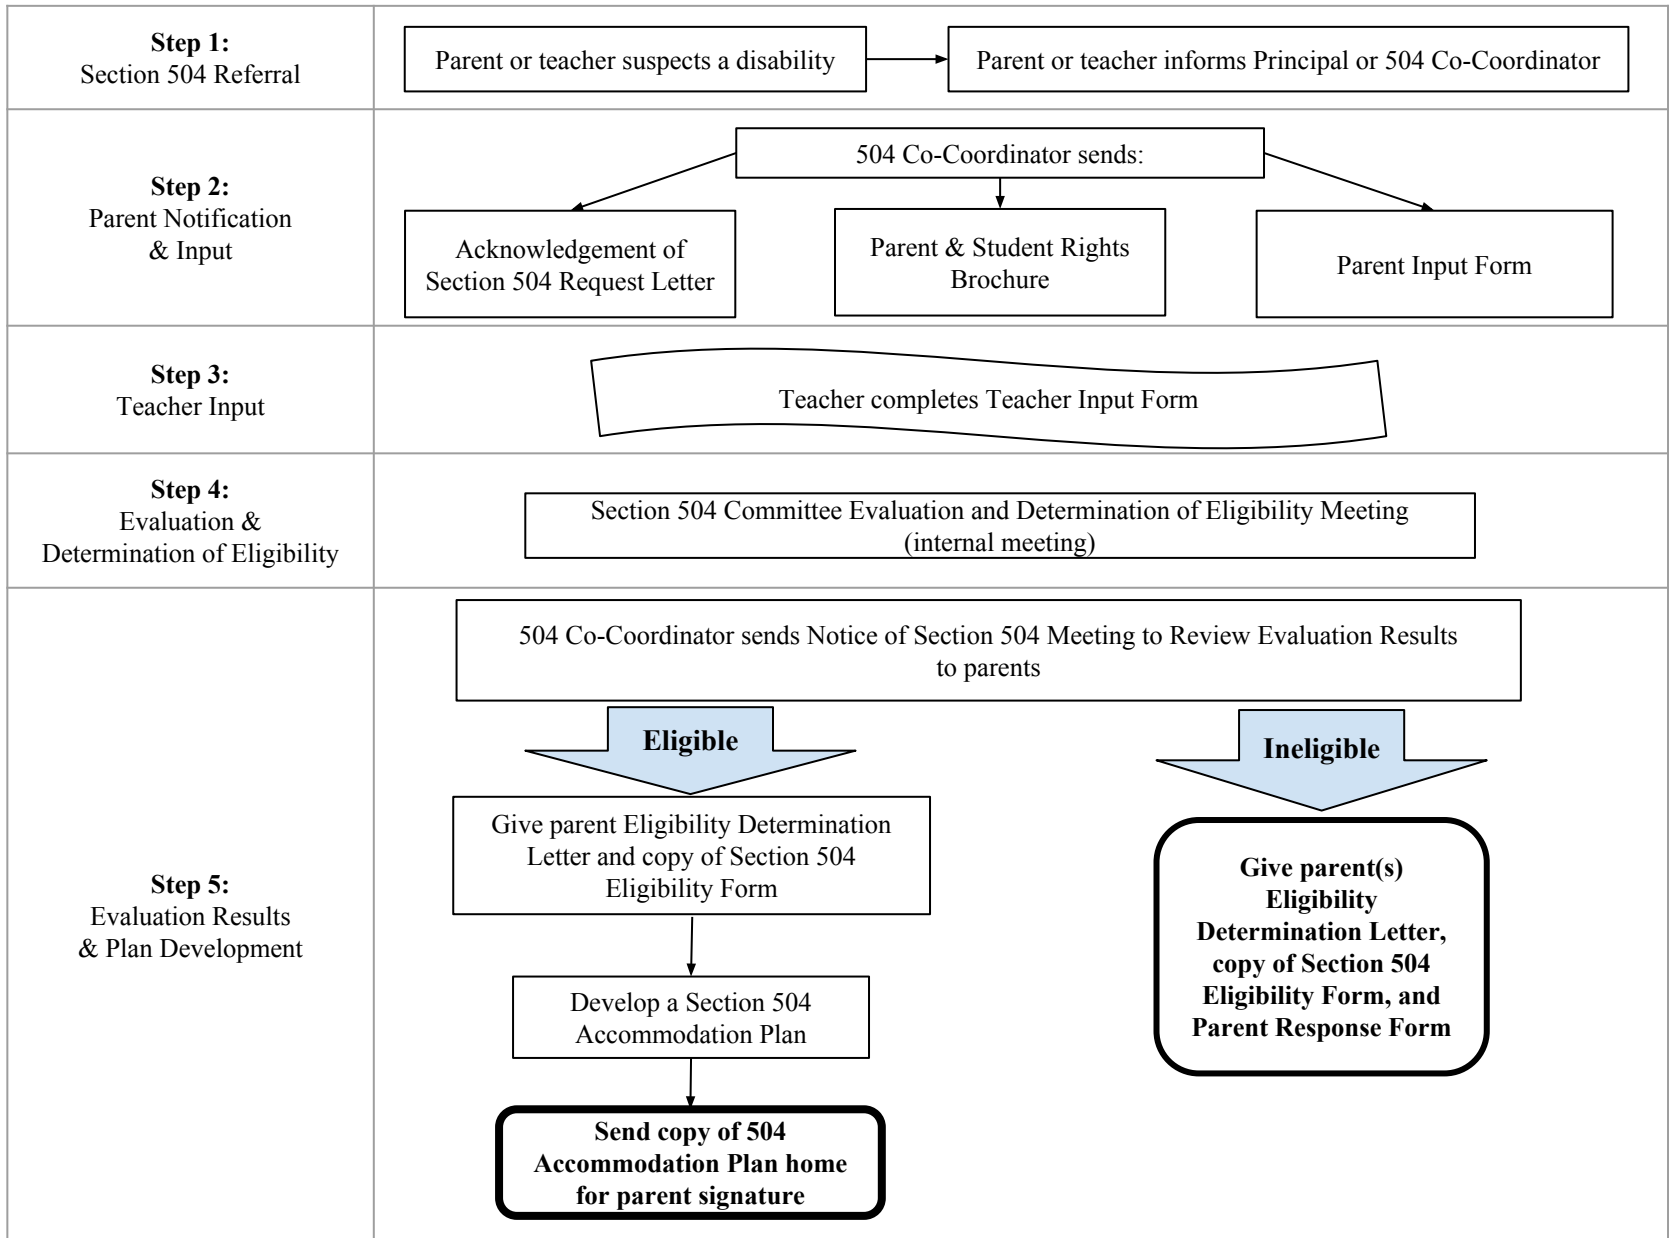 Step 1:
Section 504 Referral
Parent or teacher suspects a disability
Parent or teacher informs Principal or 504 Co-Coordinator
Step 2:
Parent Notification
& Input
504 Co-Coordinator sends:
Acknowledgement of
Section 504 Request Letter
Parent & Student Rights
Brochure
Parent Input Form
Step 3:
Teacher Input
Teacher completes Teacher Input Form
Step 4:
Evaluation &
Determination of Eligibility
Section 504 Committee Evaluation and Determination of Eligibility Meeting
(internal meeting)
Step 5:
Evaluation Results
& Plan Development
504 Co-Coordinator sends Notice of Section 504 Meeting to Review Evaluation Results
to parents
Eligible
Give parent Eligibility Determination
Letter and copy of Section 504
Eligibility Form
Develop a Section 504
Accommodation Plan
Send copy of 504
Accommodation Plan home
for parent signature
Ineligible
Give parent(s)
Eligibility
Determination Letter,
copy of Section 504
Eligibility Form, and
Parent Response Form